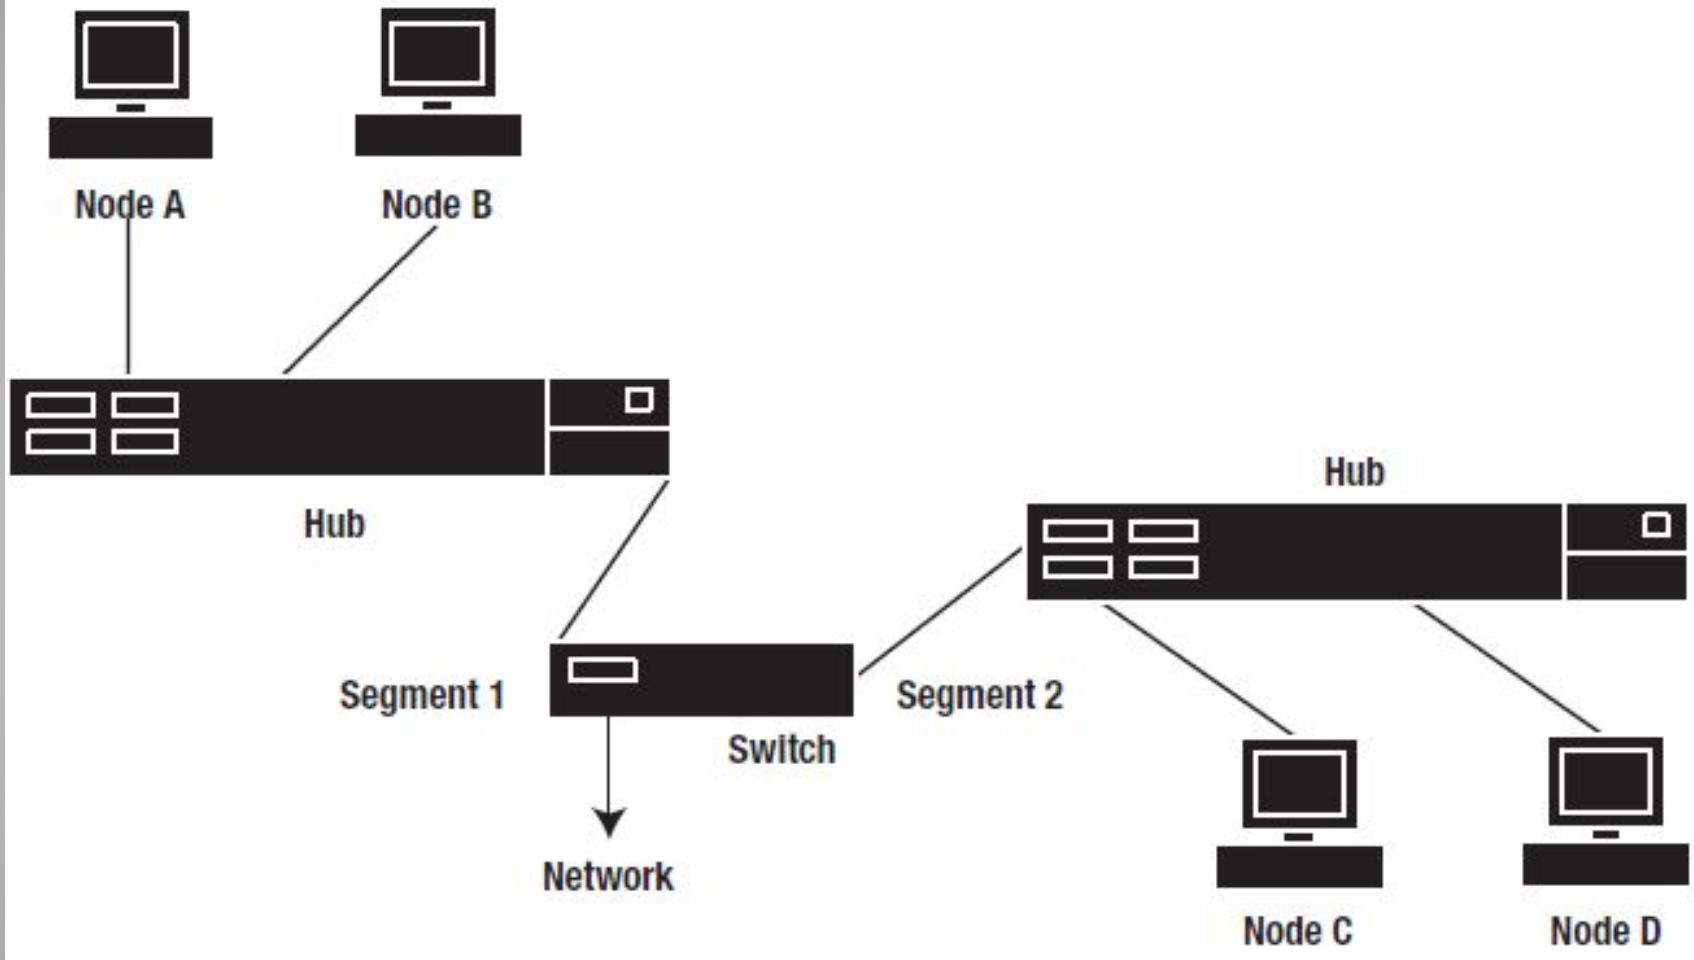 Node A
Node B
Hub
Hub
Segment 1
Segment 2
Switch
Network
Node C
Node D